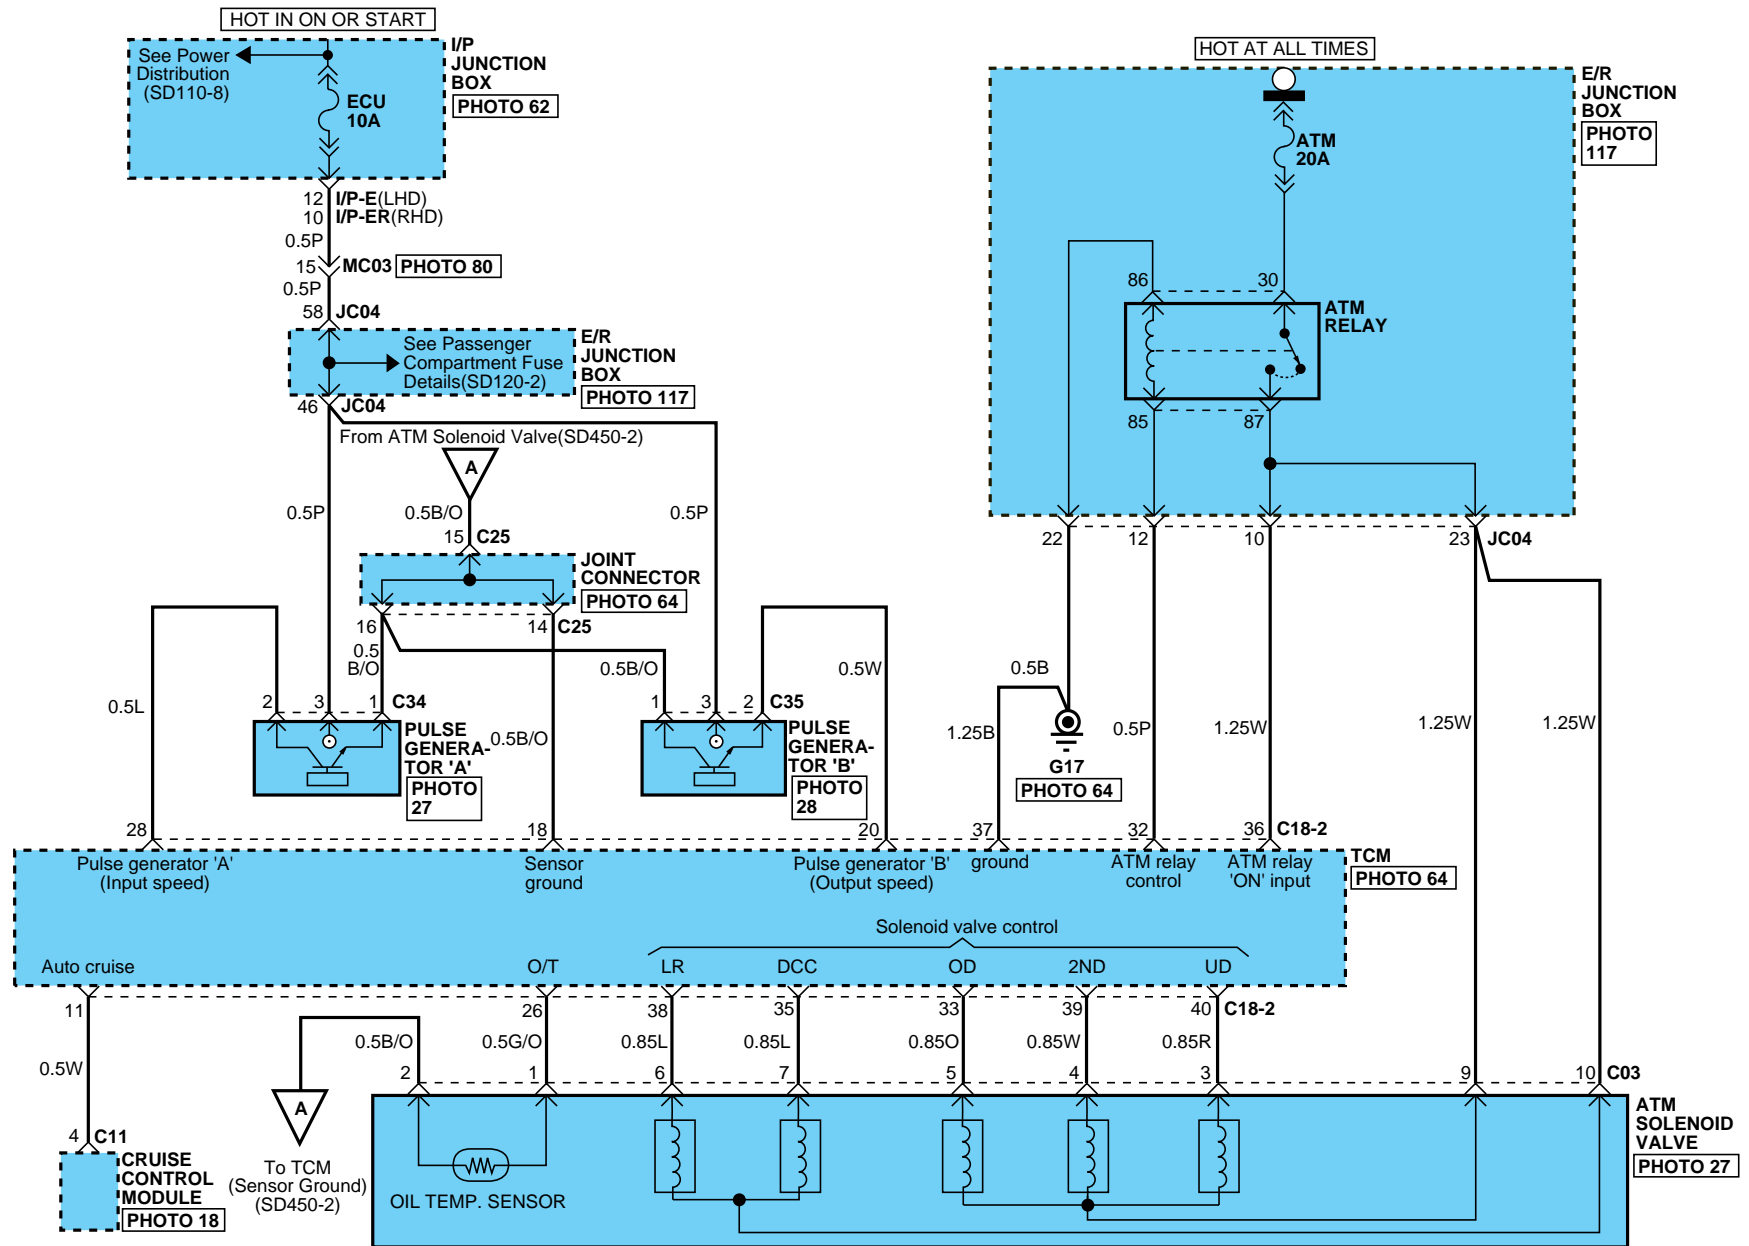 HOT IN ON OR START
See Power
Distribution
(SD110-8)
ECU
10A
I/P
JUNCTION
BOX
PHOTO 62
12 I/P-E(LHD)
10 I/P-ER(RHD)
0.5P
15 MC03 PHOTO 80
0.5P
58 JC04
See Passenger
Compartment Fuse
Details(SD120-2)
E/R
JUNCTION
BOX
PHOTO 117
46 JC04
From ATM Solenoid Valve(SD450-2)
A
0.5P
0.5B/O
0.5P
15 C25
JOINT
CONNECTOR
PHOTO 64
16
14 C25
0.5
B/O
0.5B/O
0.5W
0.5L
2 3 1 C34
PULSE
GENERA-
TOR 'A'
PHOTO
27
0.5B/O
1 3 2 C35
PULSE
GENERA-
TOR 'B'
PHOTO
28
HOT AT ALL TIMES
E/R
JUNCTION
BOX
PHOTO
117
ATM
20A
86 30
ATM
RELAY
85 87
22 12 10 23 JC04
0.5B
1.25B
G17
PHOTO 64
0.5P
1.25W
1.25W
1.25W
28 18 20 37 32 36 C18-2
Pulse generator 'A'
(Input speed)
Sensor
ground
Pulse generator 'B'
(Output speed)
ground
ATM relay
control
ATM relay
'ON' input
TCM
PHOTO 64
Solenoid valve control
Auto cruise O/T LR DCC OD 2ND UD
11 26 38 35 33 39 40 C18-2
0.5W
0.5B/O 0.5G/O 0.85L 0.85L 0.85O 0.85W 0.85R
2 1 6 7 5 4 3 9 10 C03
4 C11
CRUISE
CONTROL
MODULE
PHOTO 18
A
To TCM
(Sensor Ground)
(SD450-2)
OIL TEMP. SENSOR
ATM
SOLENOID
VALVE
PHOTO 27